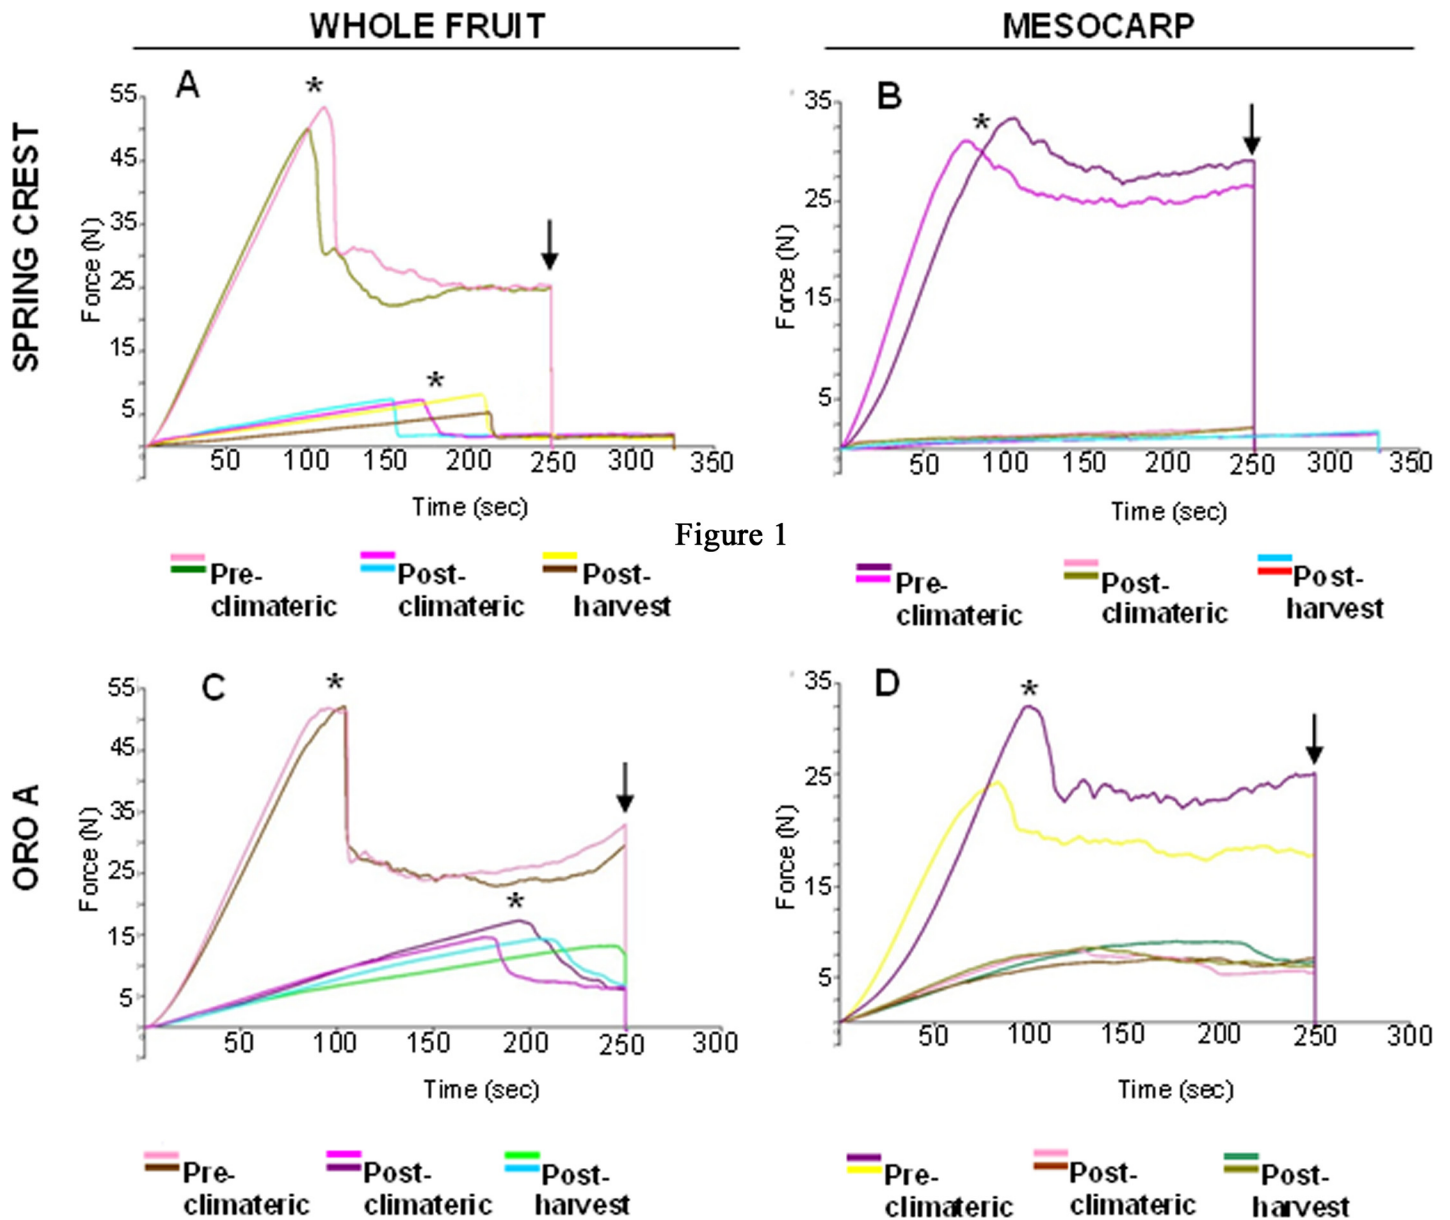 WHOLE FRUIT
MESOCARP
SPRING CREST
A
*
*
55
45
35
25
15
5
Force (N)
50 100 150 200 250 300 350
Time (sec)
B
*
35
25
15
5
Force (N)
50 100 150 200 250 300 350
Time (sec)
Figure 1
Pre-
climateric
Post-
climateric
Post-
harvest
Pre-
climateric
Post-
climateric
Post-
harvest
ORO A
C
*
*
55
45
35
25
15
5
Force (N)
50 100 150 200 250 300
Time (sec)
D
*
35
25
15
5
Force (N)
50 100 150 200 250 300
Time (sec)
Pre-
climateric
Post-
climateric
Post-
harvest
Pre-
climateric
Post-
climateric
Post-
harvest